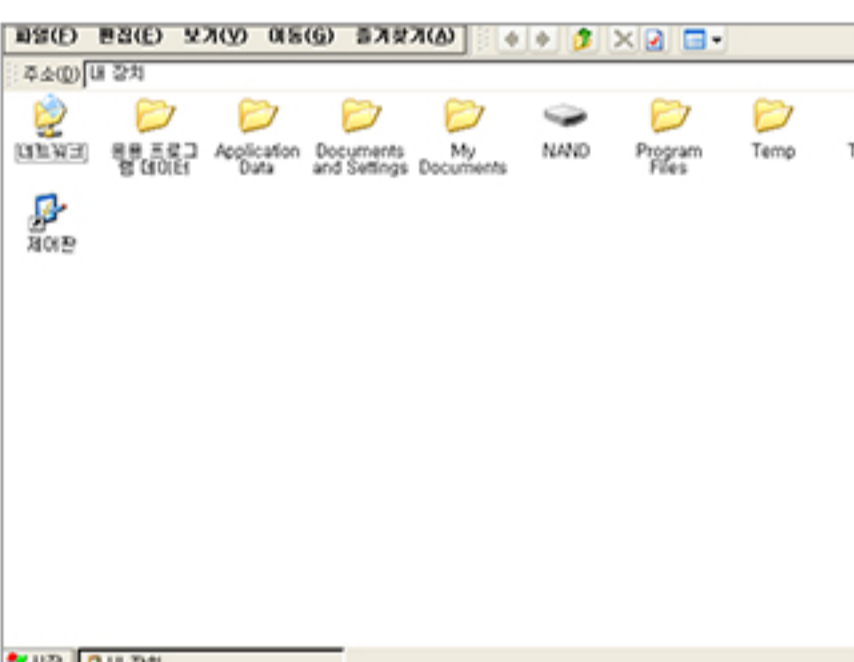 파일(F) 편집(E) 보기(V) 이동(G) 즐겨찾기(A)
주소(D) 내 장치
네트워크 응용 프로그램 데이터 Application Data Documents and Settings My Documents NAND Program Files Temp
제어판
시작 내 장치